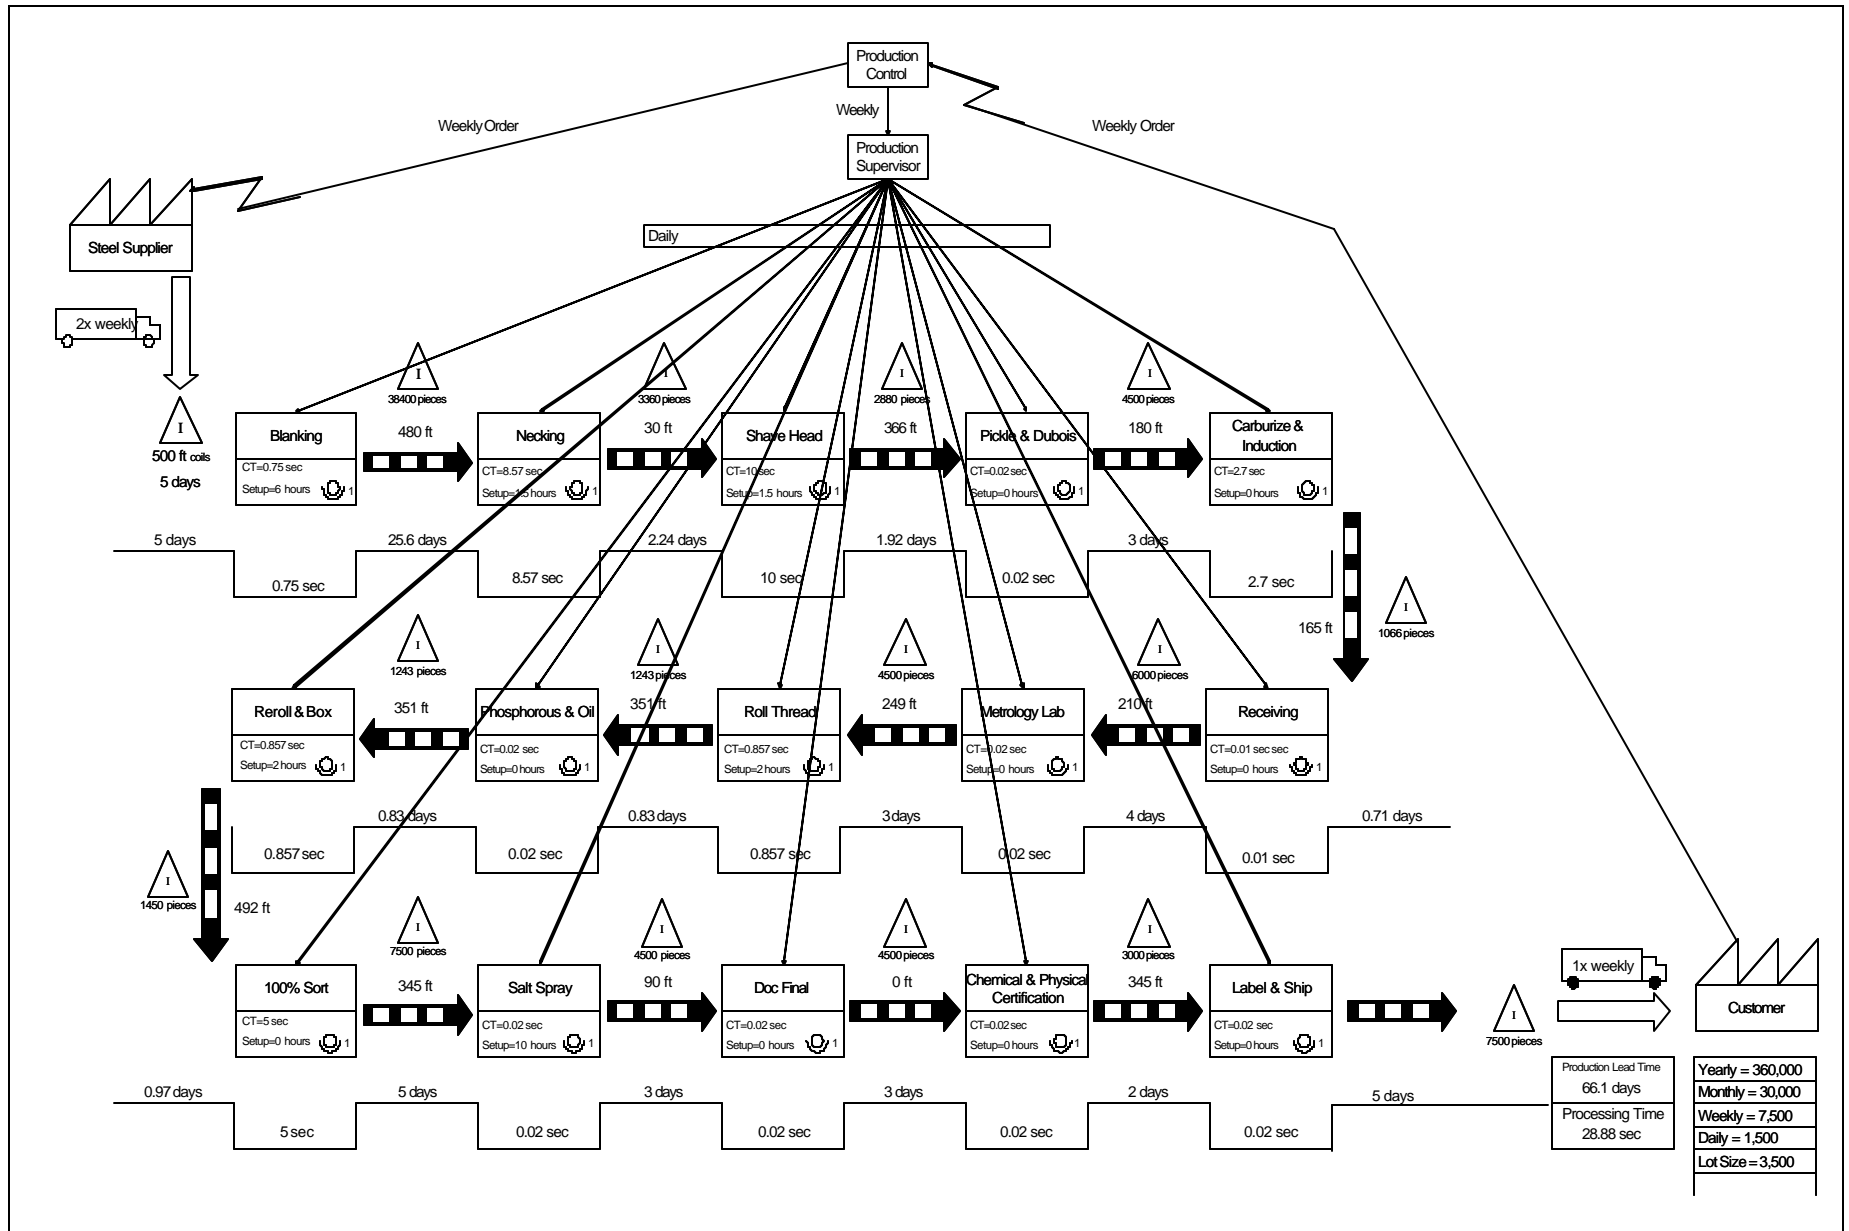 Production
Control
Weekly
Weekly Order
Weekly Order
Production
Supervisor
Daily
Steel Supplier
2x weekly
I
500 ft coils
5 days
I
38400 pieces
I
3360 pieces
I
2880 pieces
I
4500 pieces
Blanking
CT=0.75 sec
Setup=6 hours
1
480 ft
Necking
CT=8.57 sec
Setup=1.5 hours
1
30 ft
Shave Head
CT=10 sec
Setup=1.5 hours
1
366 ft
Pickle & Dubois
CT=0.02 sec
Setup=0 hours
1
180 ft
Carburize &
Induction
CT=2.7 sec
Setup=0 hours
1
5 days
0.75 sec
25.6 days
8.57 sec
2.24 days
10 sec
1.92 days
0.02 sec
3 days
2.7 sec
165 ft
I
1066 pieces
I
1243 pieces
I
1243 pieces
I
4500 pieces
I
6000 pieces
Reroll & Box
CT=0.857 sec
Setup=2 hours
1
351 ft
Phosphorous & Oil
CT=0.02 sec
Setup=0 hours
1
351 ft
Roll Thread
CT=0.857 sec
Setup=2 hours
1
249 ft
Metrology Lab
CT=0.02 sec
Setup=0 hours
1
210 ft
Receiving
CT=0.01 sec sec
Setup=0 hours
1
0.857 sec
0.83 days
0.02 sec
0.83 days
0.857 sec
3 days
0.02 sec
4 days
0.01 sec
0.71 days
I
1450 pieces
492 ft
I
7500 pieces
I
4500 pieces
I
4500 pieces
I
3000 pieces
100% Sort
CT=5 sec
Setup=0 hours
1
345 ft
Salt Spray
CT=0.02 sec
Setup=10 hours
1
90 ft
Doc Final
CT=0.02 sec
Setup=0 hours
1
0 ft
Chemical & Physical
Certification
CT=0.02 sec
Setup=0 hours
1
345 ft
Label & Ship
CT=0.02 sec
Setup=0 hours
1
I
7500 pieces
1x weekly
Customer
0.97 days
5 sec
5 days
0.02 sec
3 days
0.02 sec
3 days
0.02 sec
2 days
0.02 sec
5 days
Production Lead Time
66.1 days
Processing Time
28.88 sec
Yearly = 360,000
Monthly = 30,000
Weekly = 7,500
Daily = 1,500
Lot Size = 3,500